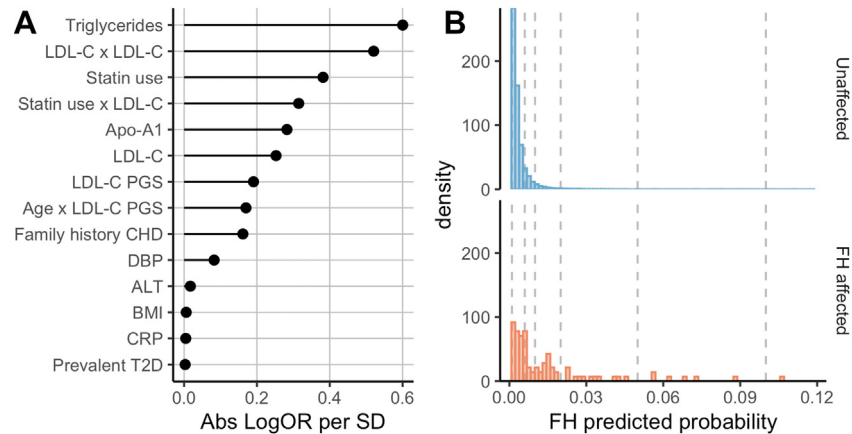 A
Triglycerides
LDL-C x LDL-C
Statin use
Statin use x LDL-C
Apo-A1
LDL-C
LDL-C PGS
Age x LDL-C PGS
Family history CHD
DBP
ALT
BMI
CRP
Prevalent T2D
0.0 0.2 0.4 0.6
Abs LogOR per SD
B
density
200
100
0
Unaffected
200
100
0
FH affected
0.00 0.03 0.06 0.09 0.12
FH predicted probability